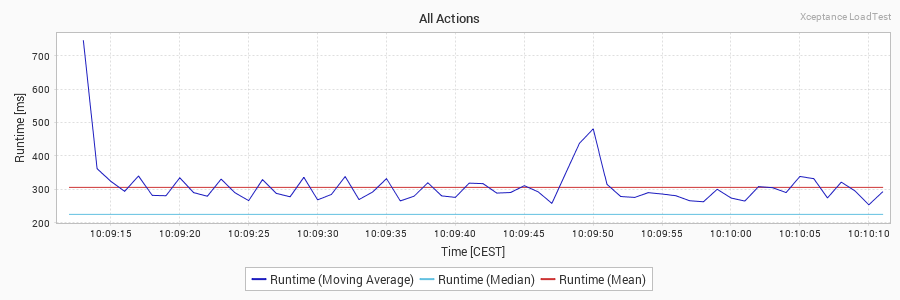 All Actions
Xceptance LoadTest
Runtime [ms]
700
600
500
400
300
200
10:09:15 10:09:20 10:09:25 10:09:30 10:09:35 10:09:40 10:09:45 10:09:50 10:09:55 10:10:00 10:10:05 10:10:10
Time [CEST]
Runtime (Moving Average) Runtime (Median) Runtime (Mean)